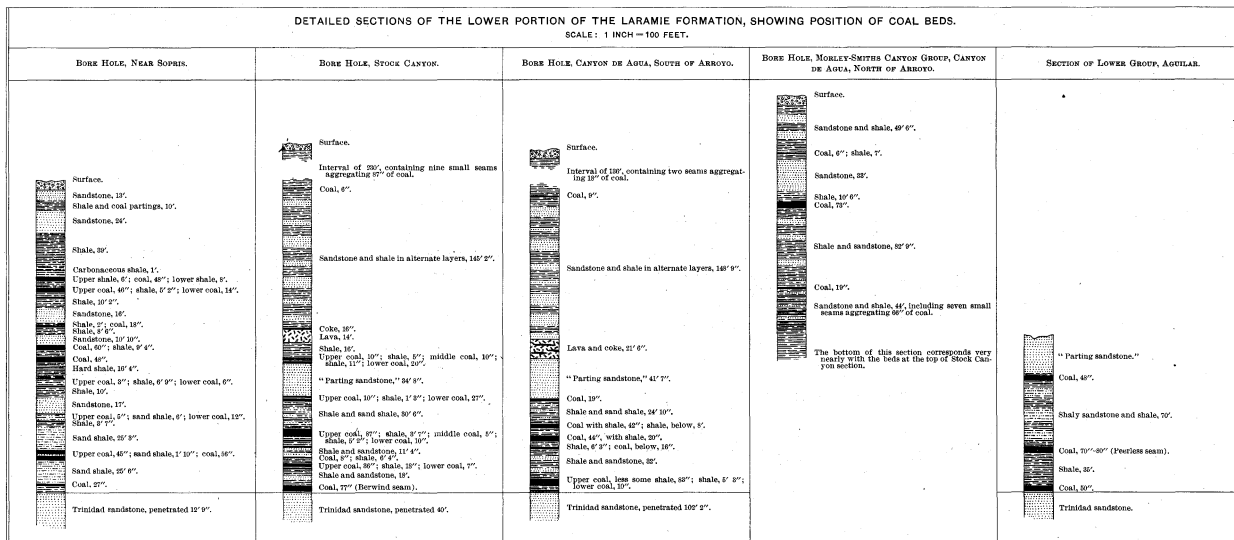 DETAILED SECTIONS OF THE LOWER PORTION OF THE LARAMIE FORMATION, SHOWING POSITION OF COAL BEDS.
SCALE: 1 INCH = 100 FEET.
BORE HOLE, NEAR SOPRIS.
Surface.
Sandstone, 13'.
Shale and coal partings, 10'.
Sandstone, 24'.
Shale, 39'.
Carbonaceous shale, 1'.
Upper shale, 6'; coal, 48"; lower shale, 8'.
Upper coal, 46"; shale, 5' 2"; lower coal, 14".
Shale, 10' 2".
Sandstone, 16'.
Shale, 2'; coal, 18".
Shale, 8' 6".
Sandstone, 10' 10".
Coal, 60"; shale, 9' 4".
Coal, 48".
Hard shale, 16' 4".
Upper coal, 3"; shale, 6' 9"; lower coal, 6".
Shale, 10'.
Sandstone, 17'.
Upper coal, 5"; sand shale, 6'; lower coal, 12".
Shale, 3' 7".
Sand shale, 25' 3".
Upper coal, 45"; sand shale, 1' 10"; coal, 56".
Sand shale, 25' 6".
Coal, 27".
Trinidad sandstone, penetrated 12' 9".
BORE HOLE, STOCK CANYON.
Surface.
Interval of 230', containing nine small seams
aggregating 87" of coal.
Coal, 6".
Sandstone and shale in alternate layers, 145' 2".
Coke, 16".
Lava, 14'.
Shale, 16'.
Upper coal, 10"; shale, 5"; middle coal, 10";
shale, 11"; lower coal, 20".
"Parting sandstone," 34' 8".
Upper coal, 10"; shale, 1' 3"; lower coal, 27".
Shale and sand shale, 30' 6".
Upper coal, 87"; shale, 3' 7"; middle coal, 5";
shale, 5' 2"; lower coal, 10".
Shale and sandstone, 11' 4".
Coal, 8"; shale, 6' 4".
Upper coal, 36"; shale, 18"; lower coal, 7".
Shale and sandstone, 18'.
Coal, 77" (Berwind seam).
Trinidad sandstone, penetrated 40'.
BORE HOLE, CANYON DE AGUA, SOUTH OF ARROYO.
Surface.
Interval of 130', containing two seams aggregat-
ing 18" of coal.
Coal, 9".
Sandstone and shale in alternate layers, 148' 9".
Lava and coke, 21' 6".
"Parting sandstone," 41' 7".
Coal, 19".
Shale and sand shale, 24' 10".
Coal with shale, 42"; shale, below, 8'.
Coal, 44", with shale, 20".
Shale, 6' 3"; coal, below, 16".
Shale and sandstone, 32'.
Upper coal, less some shale, 83"; shale, 5' 3";
lower coal, 10".
Trinidad sandstone, penetrated 102' 2".
BORE HOLE, MORLEY-SMITHS CANYON GROUP, CANYON
DE AGUA, NORTH OF ARROYO.
Surface.
Sandstone and shale, 49' 6".
Coal, 6"; shale, 7'.
Sandstone, 33'.
Shale, 10' 6".
Coal, 73".
Shale and sandstone, 82' 9".
Coal, 19".
Sandstone and shale, 44', including seven small
seams aggregating 66" of coal.
The bottom of this section corresponds very
nearly with the beds at the top of Stock Can-
yon section.
SECTION OF LOWER GROUP, AGUILAR.
"Parting sandstone."
Coal, 48".
Shaly sandstone and shale, 70'.
Coal, 70"-80" (Peerless seam).
Shale, 35'.
Coal, 50".
Trinidad sandstone.